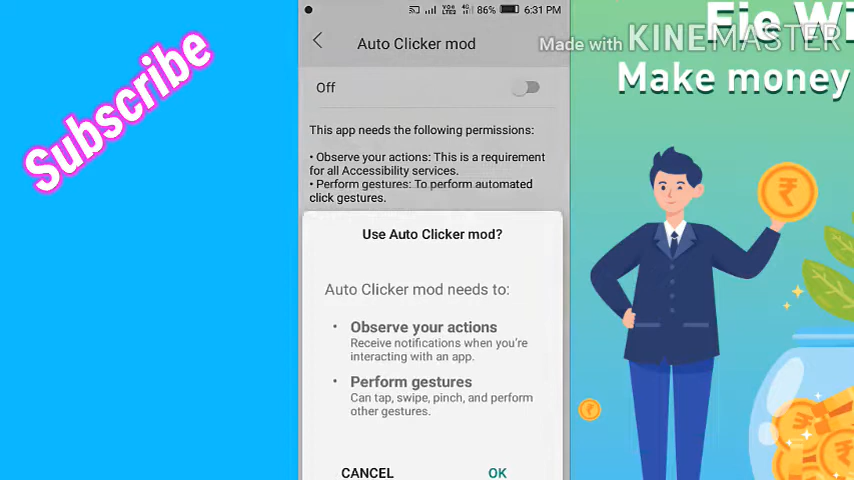 Subscribe
86% 6:31 PM
Auto Clicker mod
Off
This app needs the following permissions:
• Observe your actions: This is a requirement
for all Accessibility services.
• Perform gestures: To perform automated
click gestures.
Use Auto Clicker mod?
Auto Clicker mod needs to:
• Observe your actions
Receive notifications when you're
interacting with an app.
• Perform gestures
Can tap, swipe, pinch, and perform
other gestures.
CANCEL OK
Made with KINEMASTER
Make money